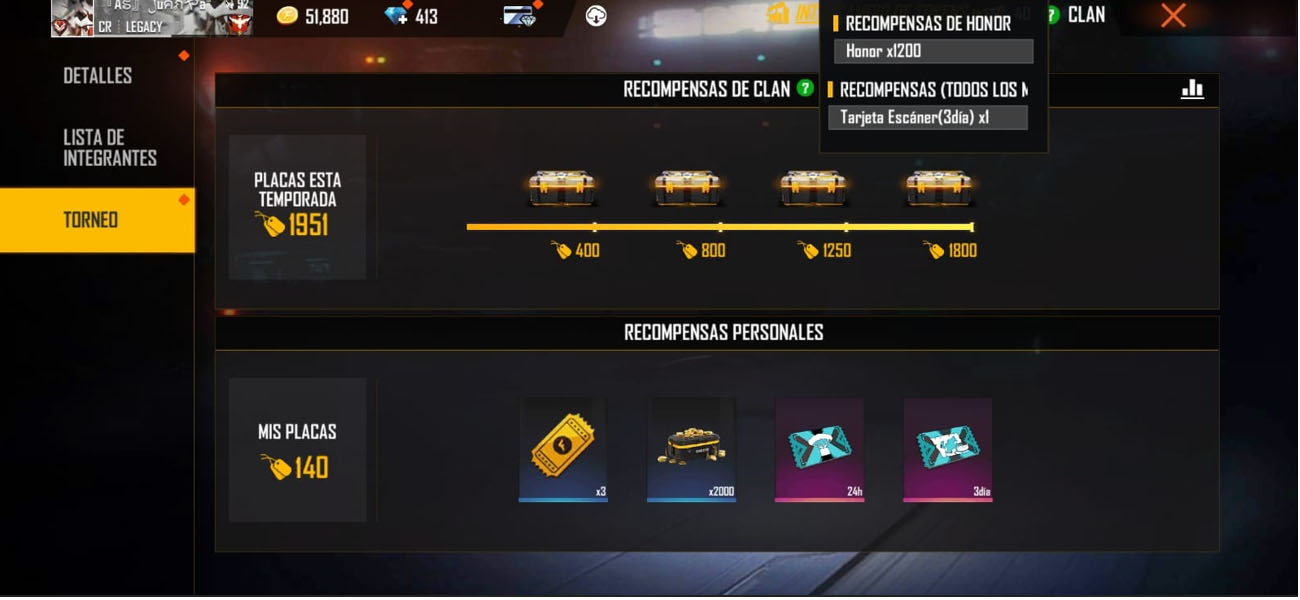 CR | LEGACY
92
51,880
413
CLAN
RECOMPENSAS DE HONOR
Honor x1200
RECOMPENSAS (TODOS LOS
Tarjeta Escáner(3día) x1
DETALLES
LISTA DE
INTEGRANTES
TORNEO
RECOMPENSAS DE CLAN ?
PLACAS ESTA
TEMPORADA
1951
400
800
1250
1800
RECOMPENSAS PERSONALES
MIS PLACAS
140
x3
x2000
24h
3día